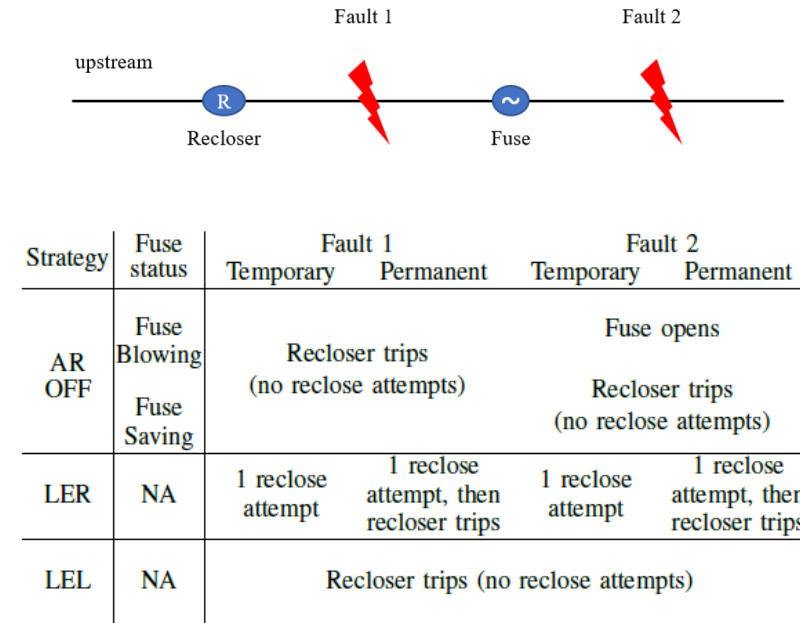 Fault 1
Fault 2
upstream
R
~
Recloser
Fuse
Strategy
Fuse
status
Fault 1
Fault 2
Temporary
Permanent
Temporary
Permanent
AR
OFF
Fuse
Blowing
Fuse
Saving
Recloser trips
(no reclose attempts)
Fuse opens
Recloser trips
(no reclose attempts)
LER
NA
1 reclose
attempt
1 reclose
attempt, then
recloser trips
1 reclose
attempt
1 reclose
attempt, then
recloser trips
LEL
NA
Recloser trips (no reclose attempts)